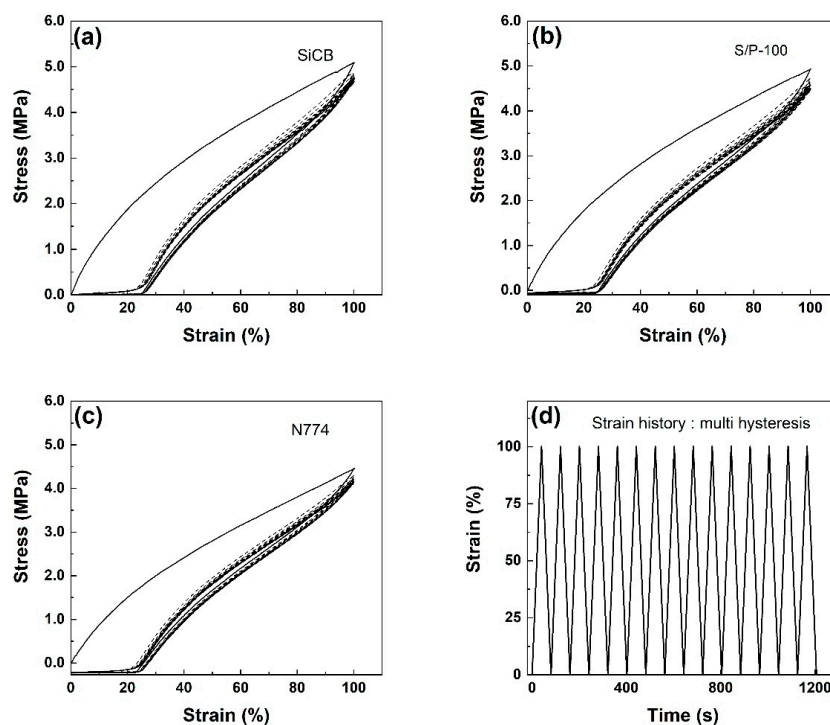 (a)
SiCB
Stress (MPa)
6.0
5.0
4.0
3.0
2.0
1.0
0.0
0 20 40 60 80 100
Strain (%)
(b)
S/P-100
Stress (MPa)
6.0
5.0
4.0
3.0
2.0
1.0
0.0
0 20 40 60 80 100
Strain (%)
(c)
N774
Stress (MPa)
6.0
5.0
4.0
3.0
2.0
1.0
0.0
0 20 40 60 80 100
Strain (%)
(d)
Strain history : multi hysteresis
Strain (%)
100
75
50
25
0
0 400 800 1200
Time (s)